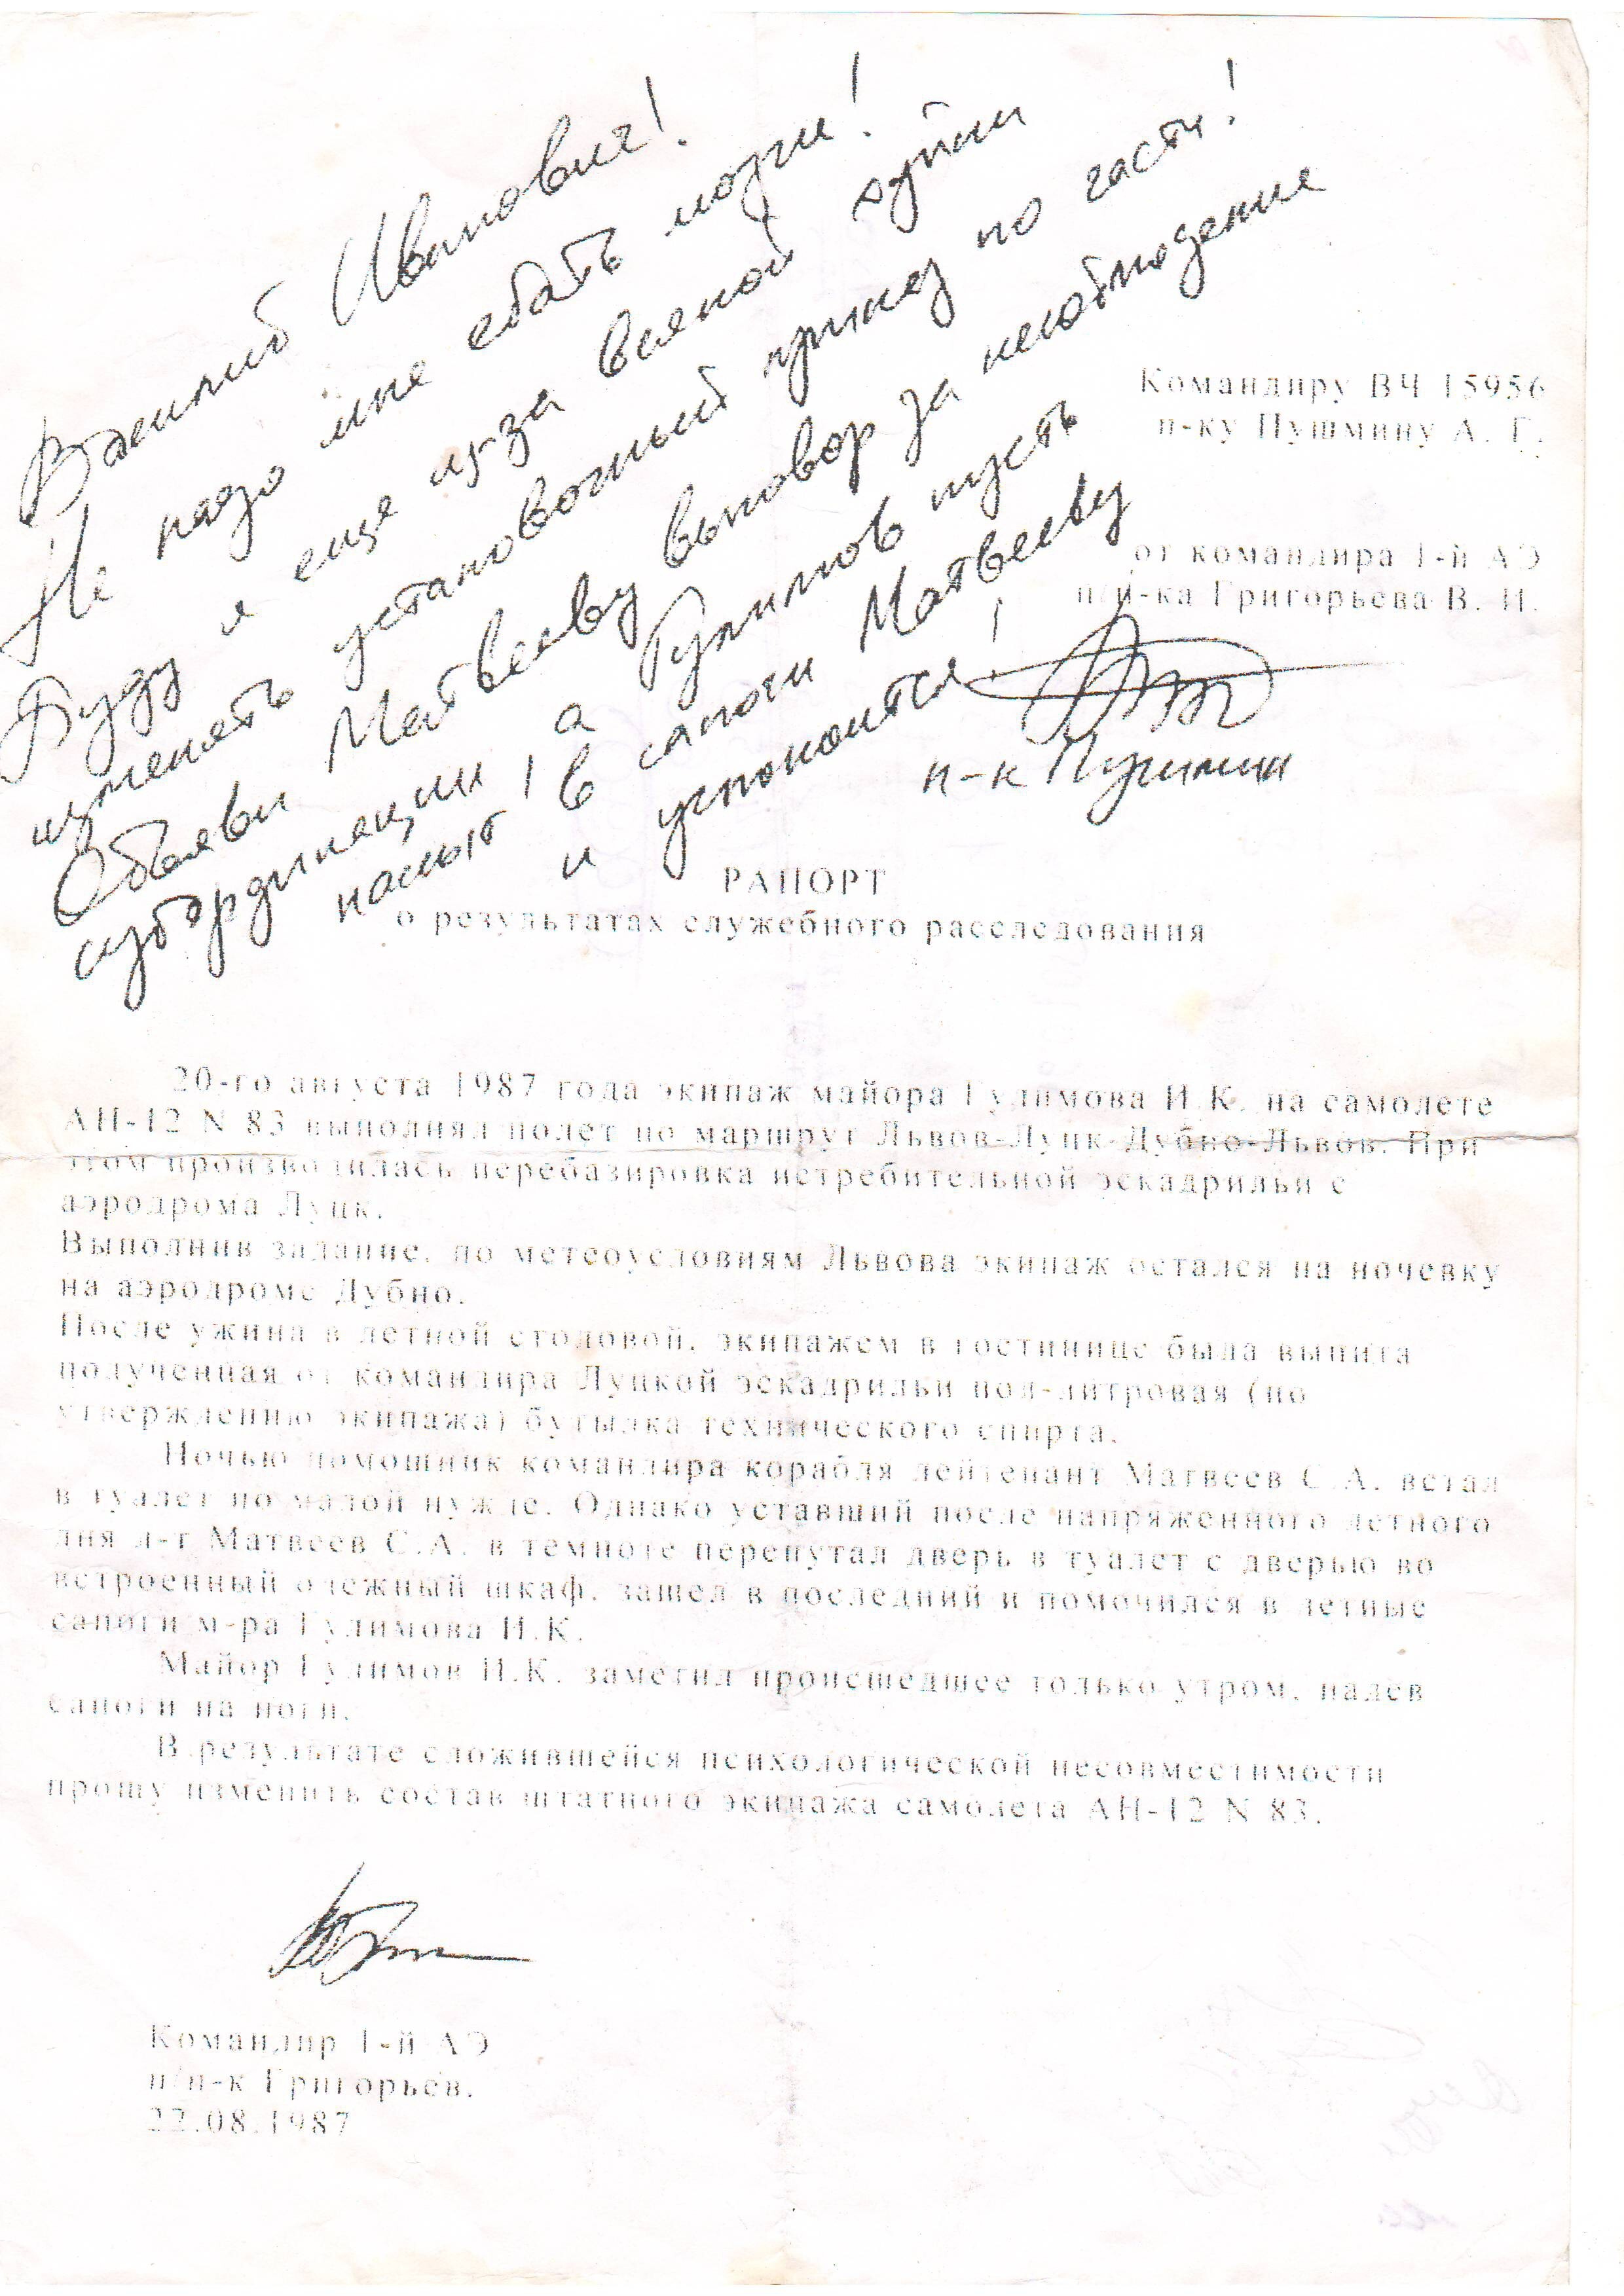 Василий Иванович!
Не надо мне ебать мозги!
Буду я еще из-за всякой хуйни
изменять установочный приказ по части!
Объяви Матвееву выговор за несоблюдение
субординации, а Гулимов пусть
нассыт в сапоги Матвееву
и успокоится!
п-к Пушмин
Командиру ВЧ 15956
п-ку Пушмину А. Г.
от командира 1-й АЭ
п/п-ка Григорьева В. И.
РАПОРТ
о результатах служебного расследования
20-го августа 1987 года экипаж майора Гулимова И.К. на самолете
АН-12 N 83 выполнял полет по маршруту Львов-Луцк-Дубно-Львов. При
этом производилась перебазировка истребительной эскадрильи с
аэродрома Луцк.
Выполнив задание, по метеоусловиям Львова экипаж остался на ночевку
на аэродроме Дубно.
После ужина в летной столовой, экипажем в гостинице была выпита
полученная от командира Луцкой эскадрильи пол-литровая (по
утверждению экипажа) бутылка технического спирта.
Ночью помошник командира корабля лейтенант Матвеев С.А. встал
в туалет по малой нужде. Однако уставший после напряженного летного
дня л-т Матвеев С.А. в темноте перепутал дверь в туалет с дверью во
встроенный одежный шкаф, зашел в последний и помочился в летные
сапоги м-ра Гулимова И.К.
Майор Гулимов И.К. заметил происшедшее только утром, надев
сапоги на ноги.
В результате сложившейся психологической несовместимости
прошу изменить состав штатного экипажа самолета АН-12 N 83.
Командир 1-й АЭ
п/п-к Григорьев.
22.08.1987